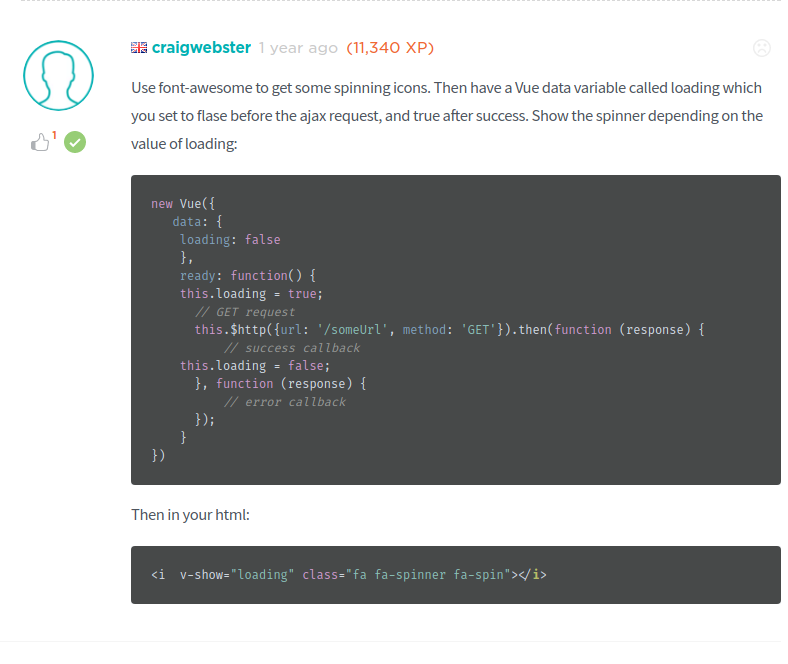 craigwebster 1 year ago (11,340 XP)
Use font-awesome to get some spinning icons. Then have a Vue data variable called loading which
you set to flase before the ajax request, and true after success. Show the spinner depending on the
value of loading:
1
new Vue({
   data: {
    loading: false
    },
    ready: function() {
    this.loading = true;
      // GET request
      this.$http({url: '/someUrl', method: 'GET'}).then(function (response) {
          // success callback
    this.loading = false;
      }, function (response) {
          // error callback
      });
    }
})
Then in your html:
<i  v-show="loading" class="fa fa-spinner fa-spin"></i>